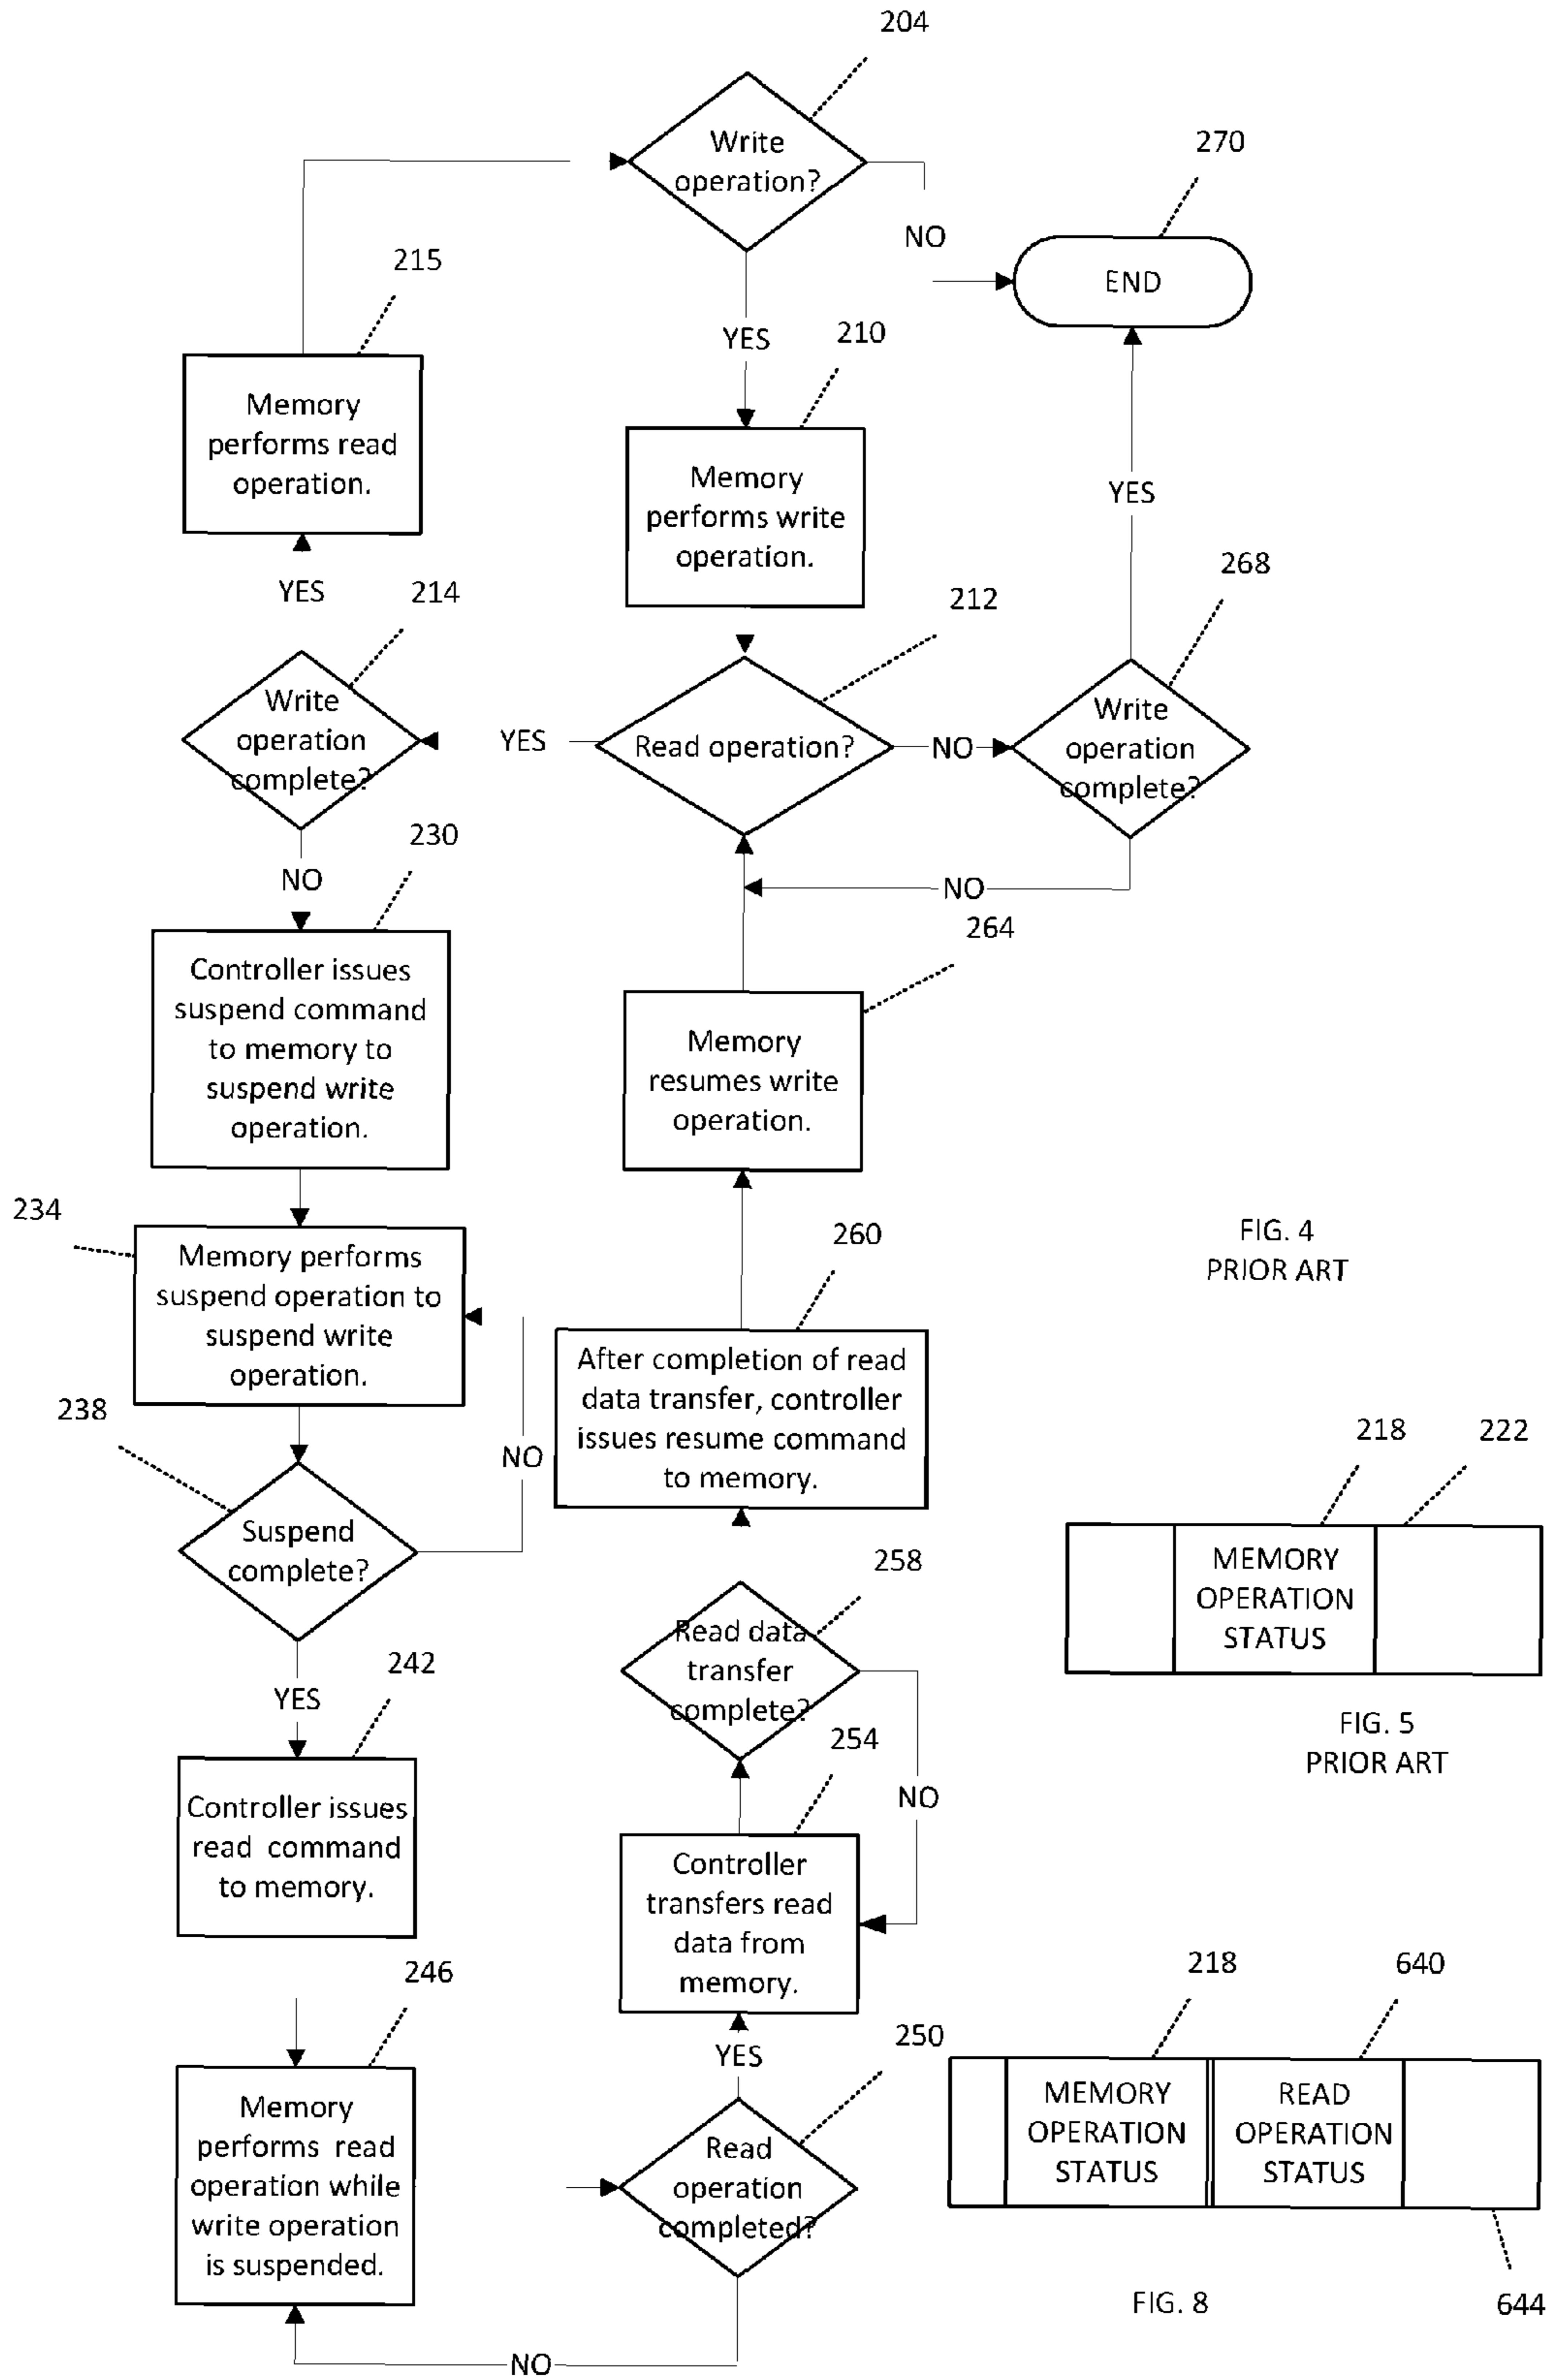 204
Write
operation?
NO
270
END
215
Memory
performs read
operation.
YES
210
Memory
performs write
operation.
YES
268
YES
214
Write
operation
complete?
212
YES
Read operation?
NO
Write
operation
complete?
NO
230
NO
264
Controller issues
suspend command
to memory to
suspend write
operation.
Memory
resumes write
operation.
234
Memory performs
suspend operation to
suspend write
operation.
260
FIG. 4
PRIOR ART
After completion of read
data transfer, controller
issues resume command
to memory.
238
NO
Suspend
complete?
258
Read data
transfer
complete?
218
222
MEMORY
OPERATION
STATUS
FIG. 5
PRIOR ART
YES
242
254
NO
Controller issues
read command
to memory.
Controller
transfers read
data from
memory.
246
YES
250
218
640
Memory
performs read
operation while
write operation
is suspended.
Read
operation
completed?
MEMORY
OPERATION
STATUS
READ
OPERATION
STATUS
FIG. 8
644
NO